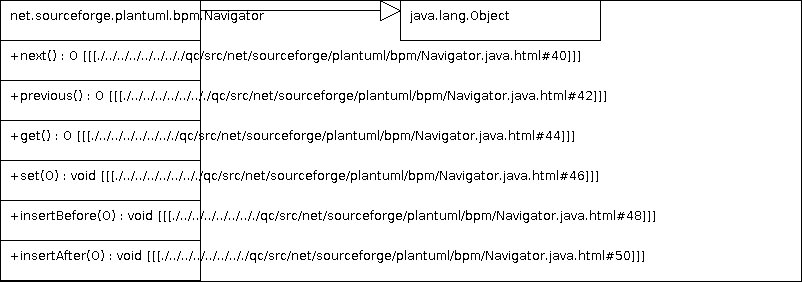 net.sourceforge.plantuml.bpm.Navigator
java.lang.Object
+next() : O [[[./../../../../../../../qc/src/net/sourceforge/plantuml/bpm/Navigator.java.html#40]]]
+previous() : O [[[./../../../../../../../qc/src/net/sourceforge/plantuml/bpm/Navigator.java.html#42]]]
+get() : O [[[./../../../../../../../qc/src/net/sourceforge/plantuml/bpm/Navigator.java.html#44]]]
+set(O) : void [[[./../../../../../../../qc/src/net/sourceforge/plantuml/bpm/Navigator.java.html#46]]]
+insertBefore(O) : void [[[./../../../../../../../qc/src/net/sourceforge/plantuml/bpm/Navigator.java.html#48]]]
+insertAfter(O) : void [[[./../../../../../../../qc/src/net/sourceforge/plantuml/bpm/Navigator.java.html#50]]]